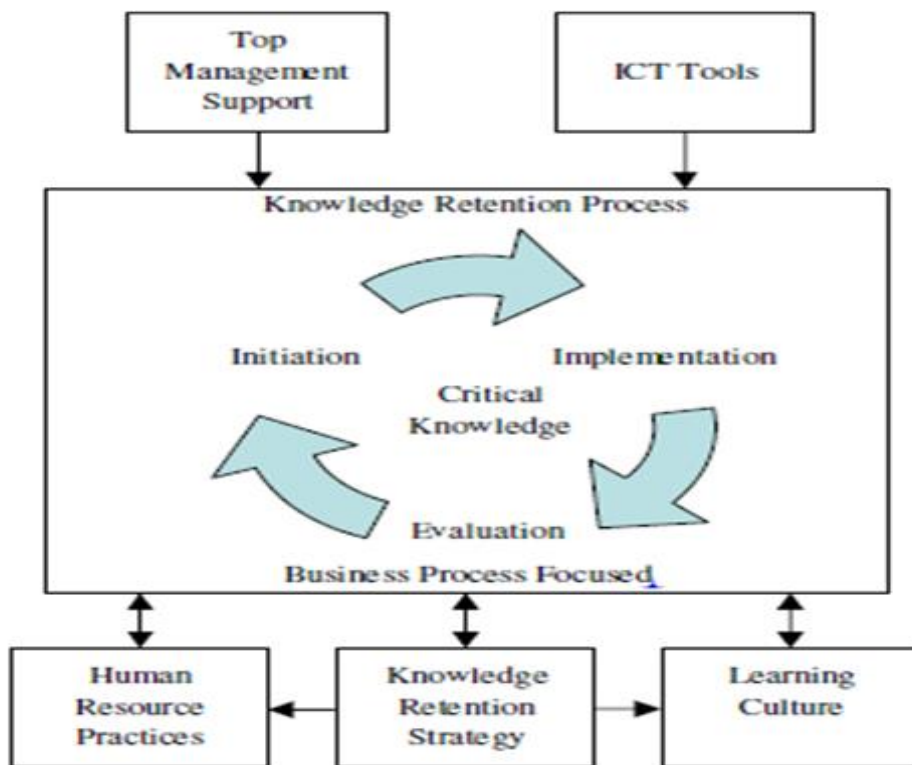 Top
Management
Support
ICT Tools
Knowledge Retention Process
Initiation
Implementation
Critical
Knowledge
Evaluation
Business Process Focused
Human
Resource
Practices
Knowledge
Retention
Strategy
Learning
Culture